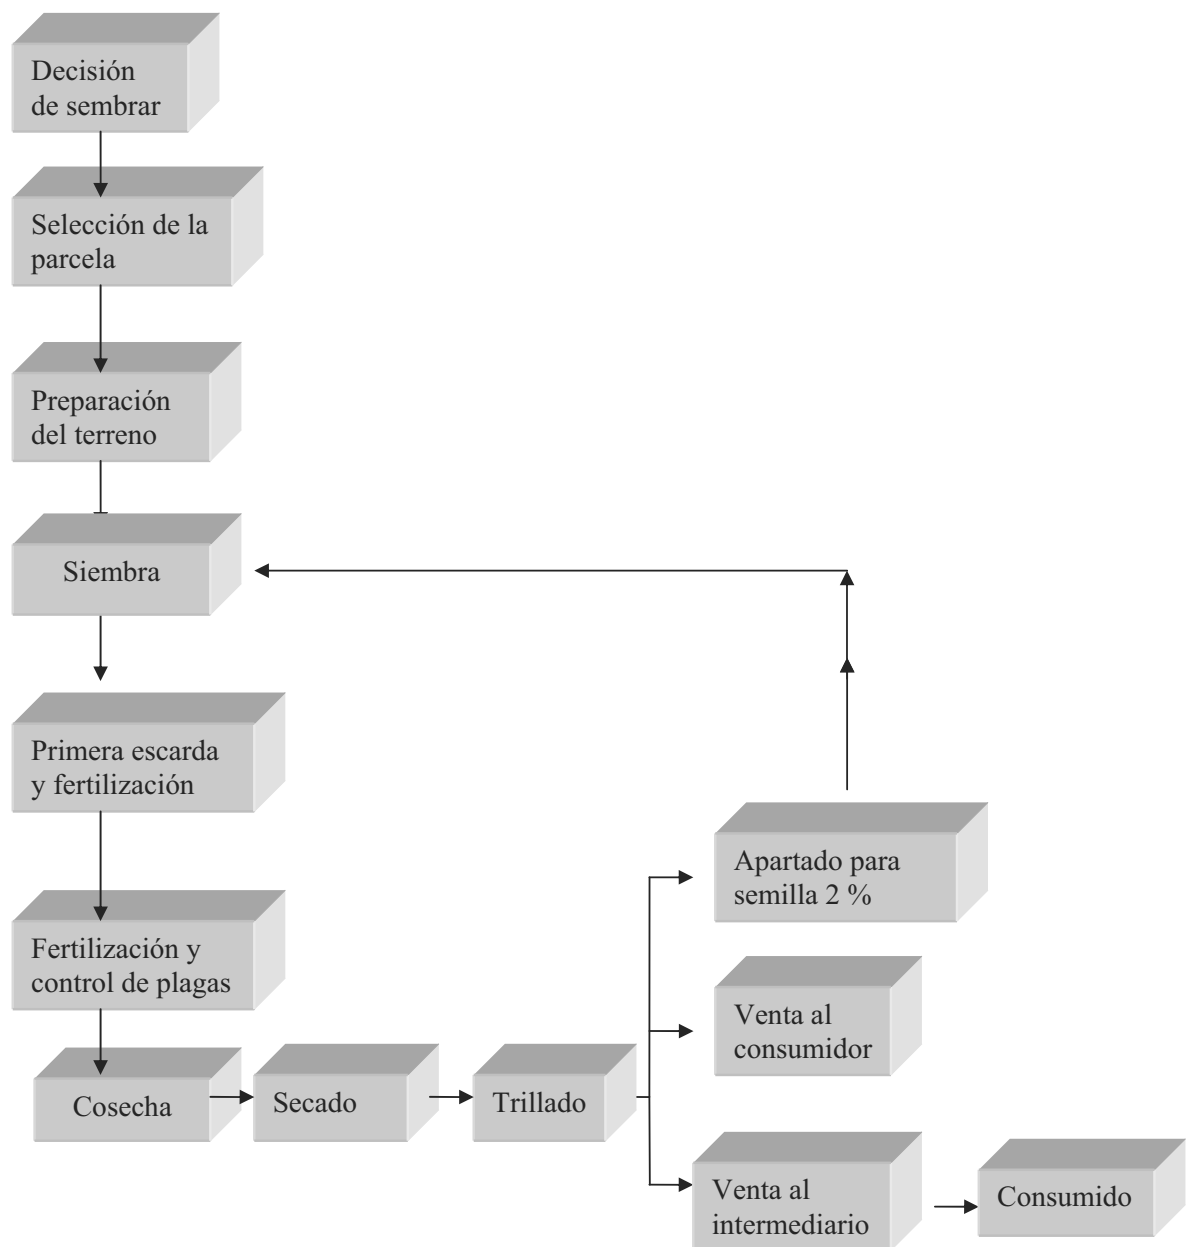 Decisión
de sembrar
Selección de la
parcela
Preparación
del terreno
Siembra
Primera escarda
y fertilización
Apartado para
semilla 2 %
Fertilización y
control de plagas
Venta al
consumidor
Cosecha
Secado
Trillado
Venta al
intermediario
Consumido